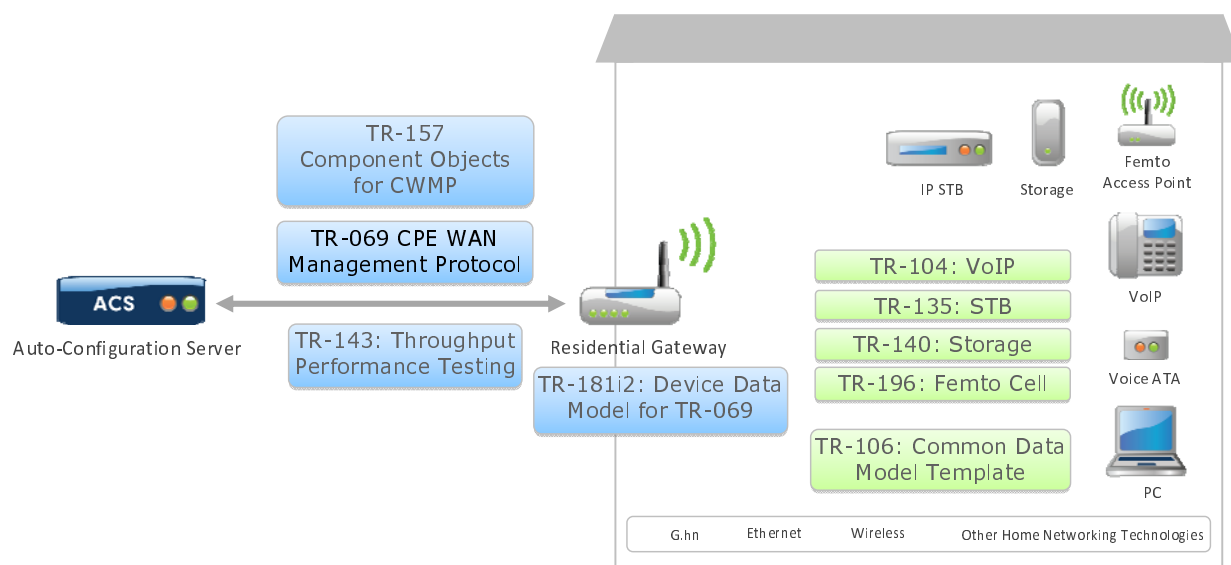 TR-157
Component Objects
for CWMP
TR-069 CPE WAN
Management Protocol
ACS
Auto-Configuration Server
TR-143: Throughput
Performance Testing
Residential Gateway
TR-181i2: Device Data
Model for TR-069
IP STB
Storage
Femto
Access Point
TR-104: VoIP
TR-135: STB
TR-140: Storage
TR-196: Femto Cell
TR-106: Common Data
Model Template
VoIP
Voice ATA
PC
G.hn
Ethernet
Wireless
Other Home Networking Technologies